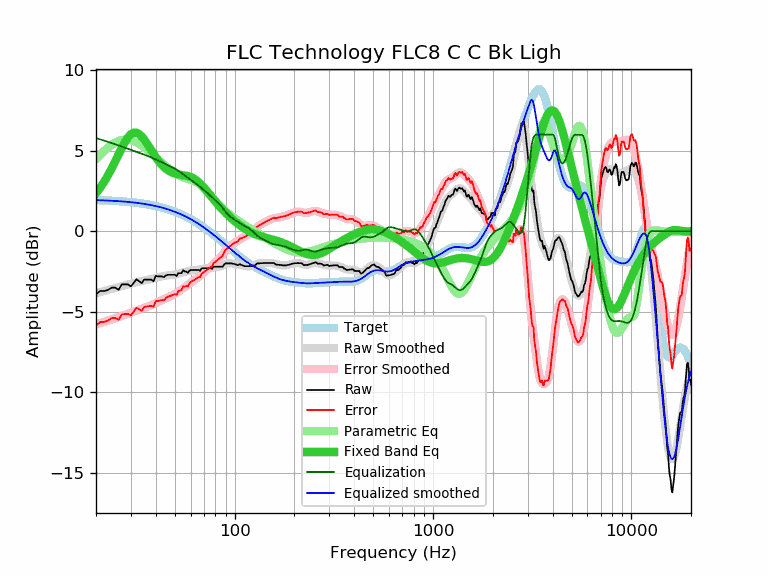 FLC Technology FLC8 C C Bk Ligh
10
5
0
−5
−10
−15
Amplitude (dBr)
Target
Raw Smoothed
Error Smoothed
Raw
Error
Parametric Eq
Fixed Band Eq
Equalization
Equalized smoothed
100
1000
10000
Frequency (Hz)